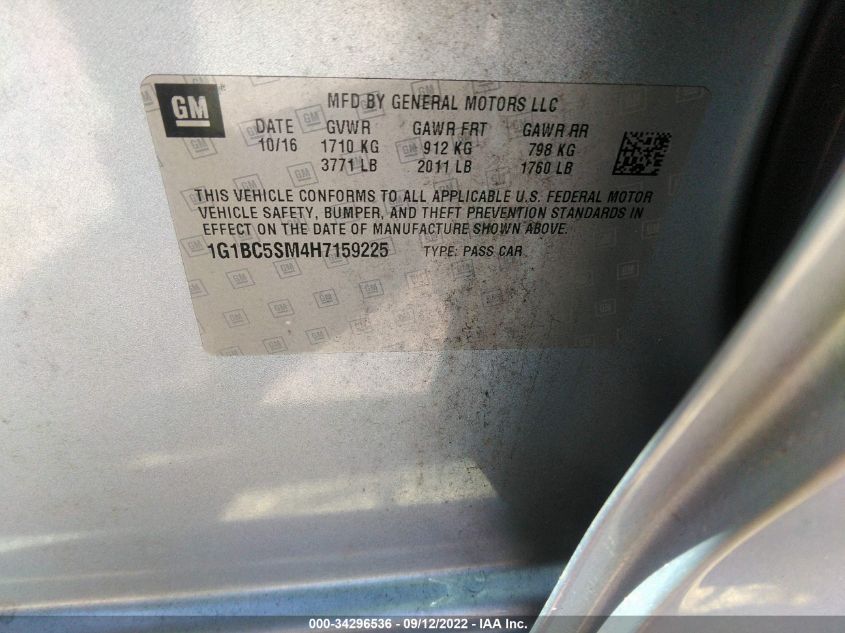 GM
MFD BY GENERAL MOTORS LLC
DATE GVWR GAWR FRT GAWR RR
10/16 1710 KG 912 KG 798 KG
3771 LB 2011 LB 1760 LB
THIS VEHICLE CONFORMS TO ALL APPLICABLE U.S. FEDERAL MOTOR
VEHICLE SAFETY, BUMPER, AND THEFT PREVENTION STANDARDS IN
EFFECT ON THE DATE OF MANUFACTURE SHOWN ABOVE.
1G1BC5SM4H7159225 TYPE: PASS CAR
000-34296536 - 09/12/2022 - IAA Inc.